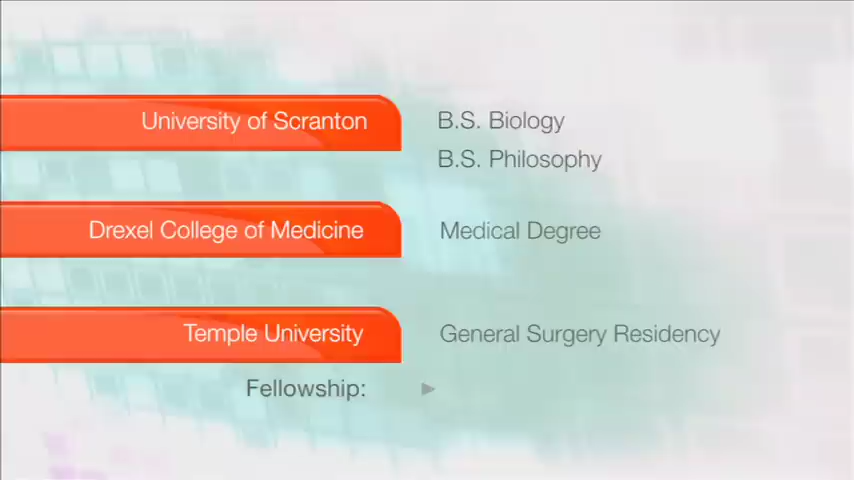 University of Scranton B.S. Biology
B.S. Philosophy
Drexel College of Medicine Medical Degree
Temple University General Surgery Residency
Fellowship: